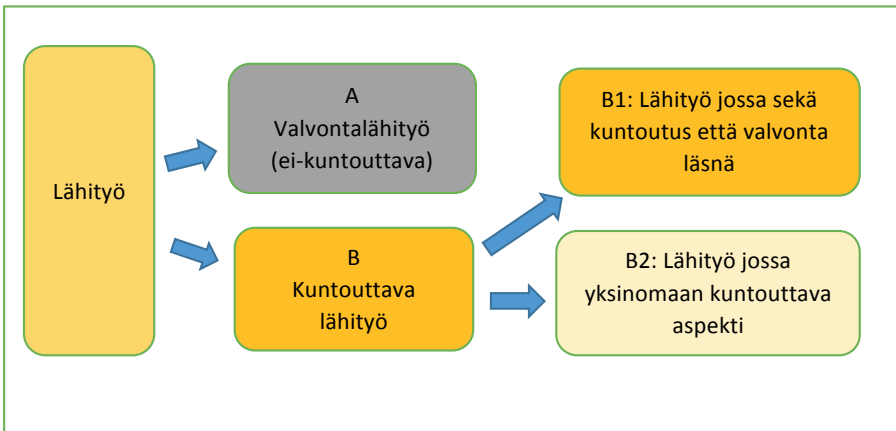 Lähityö
A
Valvontalähityö
(ei-kuntouttava)
B
Kuntouttava
lähityö
B1: Lähityö jossa sekä
kuntoutus että valvonta
läsnä
B2: Lähityö jossa
yksinomaan kuntouttava
aspekti